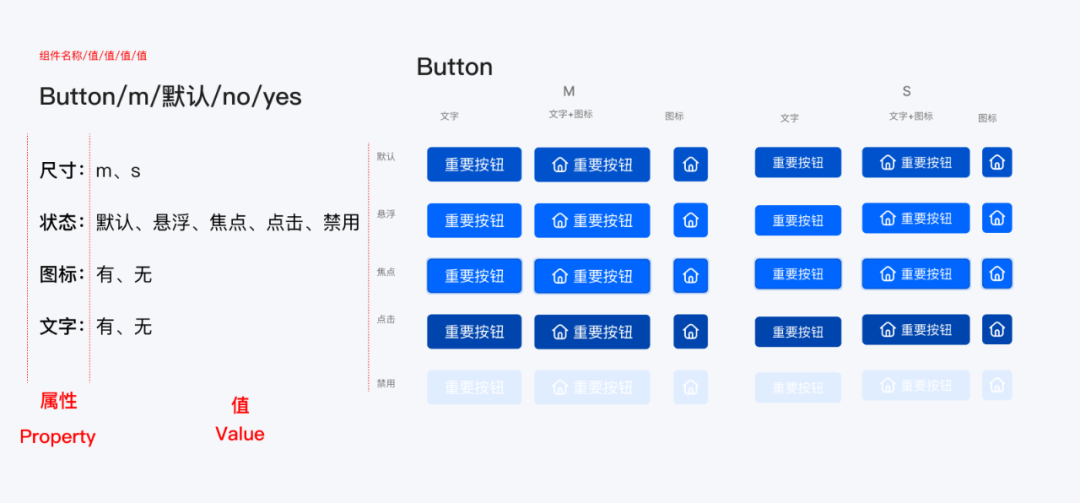 组件名称/值/值/值/值
Button/m/默认/no/yes
尺寸：m、s
状态：默认、悬浮、焦点、点击、禁用
图标：有、无
文字：有、无
属性
Property
值
Value
Button
M
S
文字
文字+图标
图标
文字
文字+图标
图标
默认
重要按钮
重要按钮
重要按钮
重要按钮
悬浮
重要按钮
重要按钮
重要按钮
重要按钮
焦点
重要按钮
重要按钮
重要按钮
重要按钮
点击
重要按钮
重要按钮
重要按钮
重要按钮
禁用
重要按钮
重要按钮
重要按钮
重要按钮